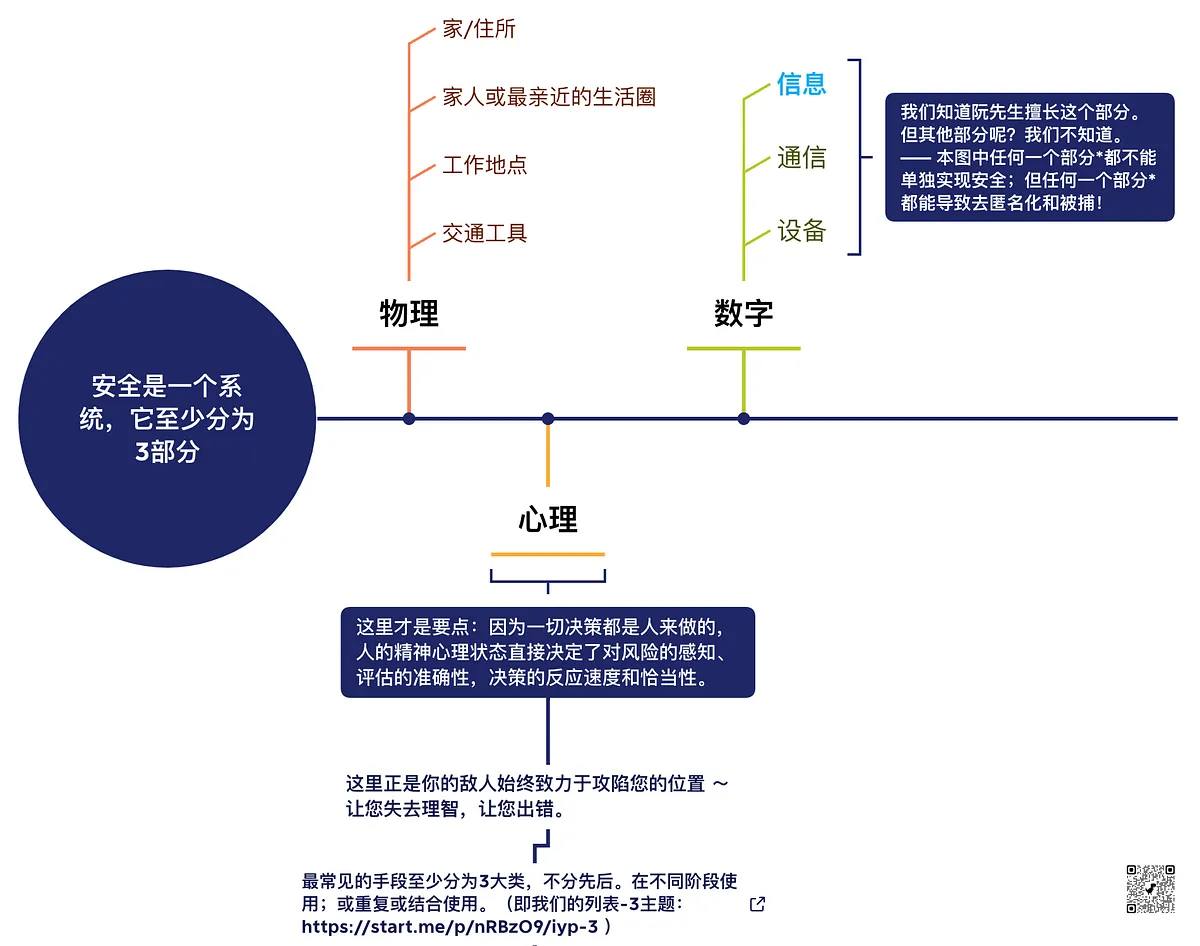 安全是一个系
统，它至少分为
3部分
物理
家/住所
家人或最亲近的生活圈
工作地点
交通工具
数字
信息
通信
设备
我们知道阮先生擅长这个部分。
但其他部分呢？我们不知道。
—— 本图中任何一个部分*都不能
单独实现安全；但任何一个部分*
都能导致去匿名化和被捕！
心理
这里才是要点：因为一切决策都是人来做的，
人的精神心理状态直接决定了对风险的感知、
评估的准确性，决策的反应速度和恰当性。
这里正是你的敌人始终致力于攻陷您的位置 ～
让您失去理智，让您出错。
最常见的手段至少分为3大类，不分先后。在不同阶段使
用；或重复或结合使用。（即我们的列表-3主题：
https://start.me/p/nRBzO9/iyp-3 ）